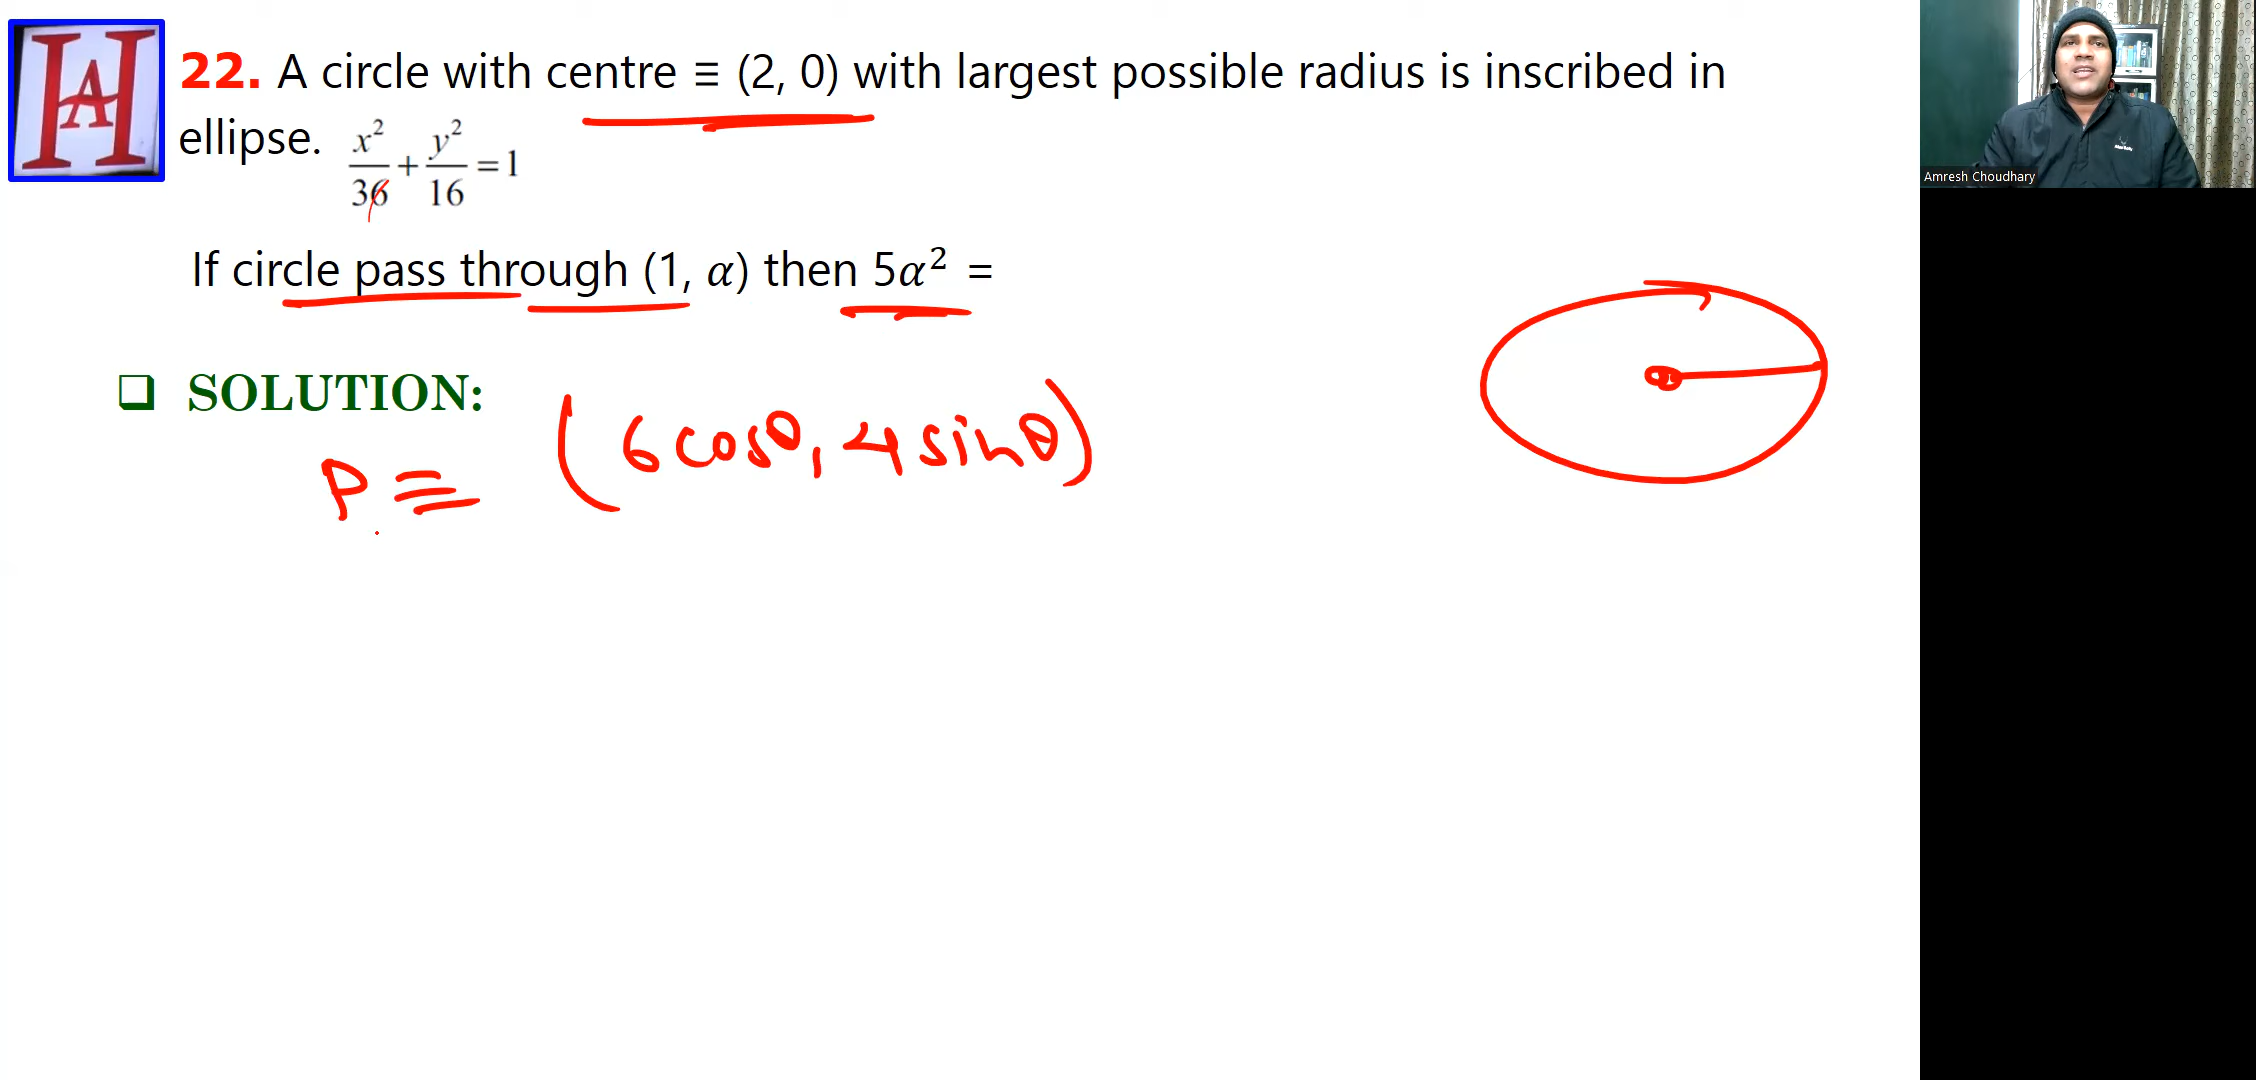 HA
22. A circle with centre ≡ (2, 0) with largest possible radius is inscribed in
ellipse. x²/36 + y²/16 = 1
If circle pass through (1, α) then 5α² =
❑ SOLUTION:
P ≡ (6 cosθ, 4 sinθ)
Amresh Choudhary